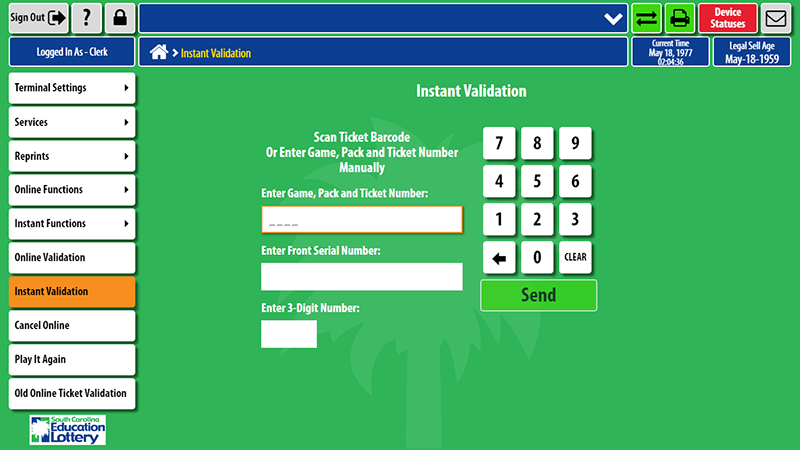 Sign Out
?
Device
Statuses
Logged In As - Clerk
> Instant Validation
Current Time
May 18, 1977
02:04:36
Legal Sell Age
May-18-1959
Terminal Settings
Services
Reprints
Online Functions
Instant Functions
Online Validation
Instant Validation
Cancel Online
Play It Again
Old Online Ticket Validation
South Carolina
Education
Lottery
Instant Validation
Scan Ticket Barcode
Or Enter Game, Pack and Ticket Number
Manually
Enter Game, Pack and Ticket Number:
_ _ _ _
Enter Front Serial Number:
Enter 3-Digit Number:
7 8 9
4 5 6
1 2 3
0 CLEAR
Send